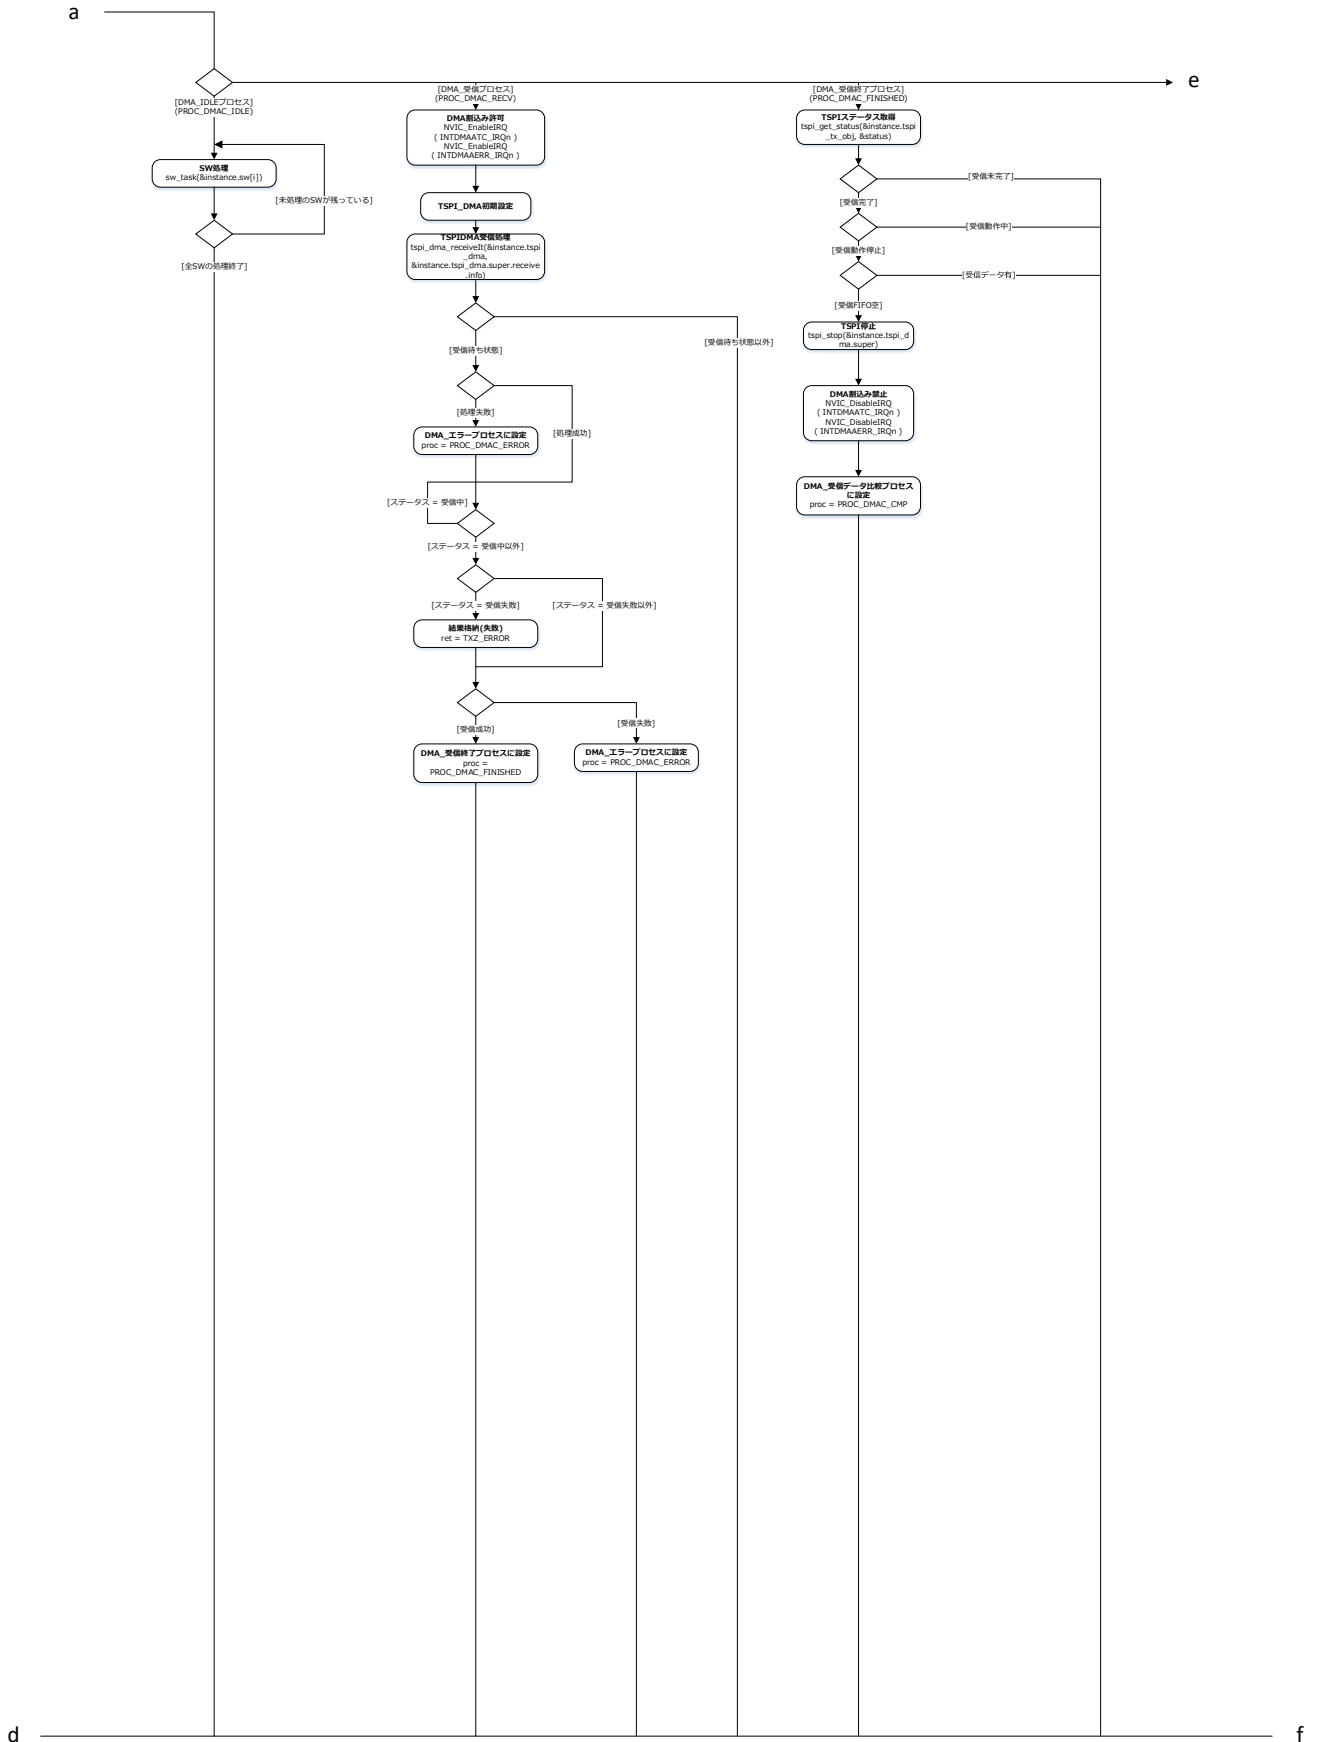 a
e
[DMA_IDLEプロセス]
(PROC_DMAC_IDLE)
SW処理
sw_task(&instance.sw[i])
[未処理のSWが残っている]
[全SWの処理終了]
[DMA_受信プロセス]
(PROC_DMAC_RECV)
DMA割込み許可
NVIC_EnableIRQ
( INTDMAATC_IRQn )
NVIC_EnableIRQ
( INTDMAAERR_IRQn )
TSPI_DMA初期設定
TSPIDMA受信処理
tspi_dma_receiveIt(&instance.tspi
_dma,
&instance.tspi_dma.super.receive
.info)
[受信待ち状態以外]
[受信待ち状態]
[処理失敗]
[処理成功]
DMA_エラープロセスに設定
proc = PROC_DMAC_ERROR
[ステータス = 受信中]
[ステータス = 受信中以外]
[ステータス = 受信失敗]
[ステータス = 受信失敗以外]
結果格納(失敗)
ret = TXZ_ERROR
[受信成功]
[受信失敗]
DMA_受信終了プロセスに設定
proc =
PROC_DMAC_FINISHED
DMA_エラープロセスに設定
proc = PROC_DMAC_ERROR
[DMA_受信終了プロセス]
(PROC_DMAC_FINISHED)
TSPIステータス取得
tspi_get_status(&instance.tspi
_tx_obj, &status)
[受信未完了]
[受信完了]
[受信動作中]
[受信動作停止]
[受信データ有]
[受信FIFO空]
TSPI停止
tspi_stop(&instance.tspi_d
ma.super)
DMA割込み禁止
NVIC_DisableIRQ
( INTDMAATC_IRQn )
NVIC_DisableIRQ
( INTDMAAERR_IRQn )
DMA_受信データ比較プロセス
に設定
proc = PROC_DMAC_CMP
d
f